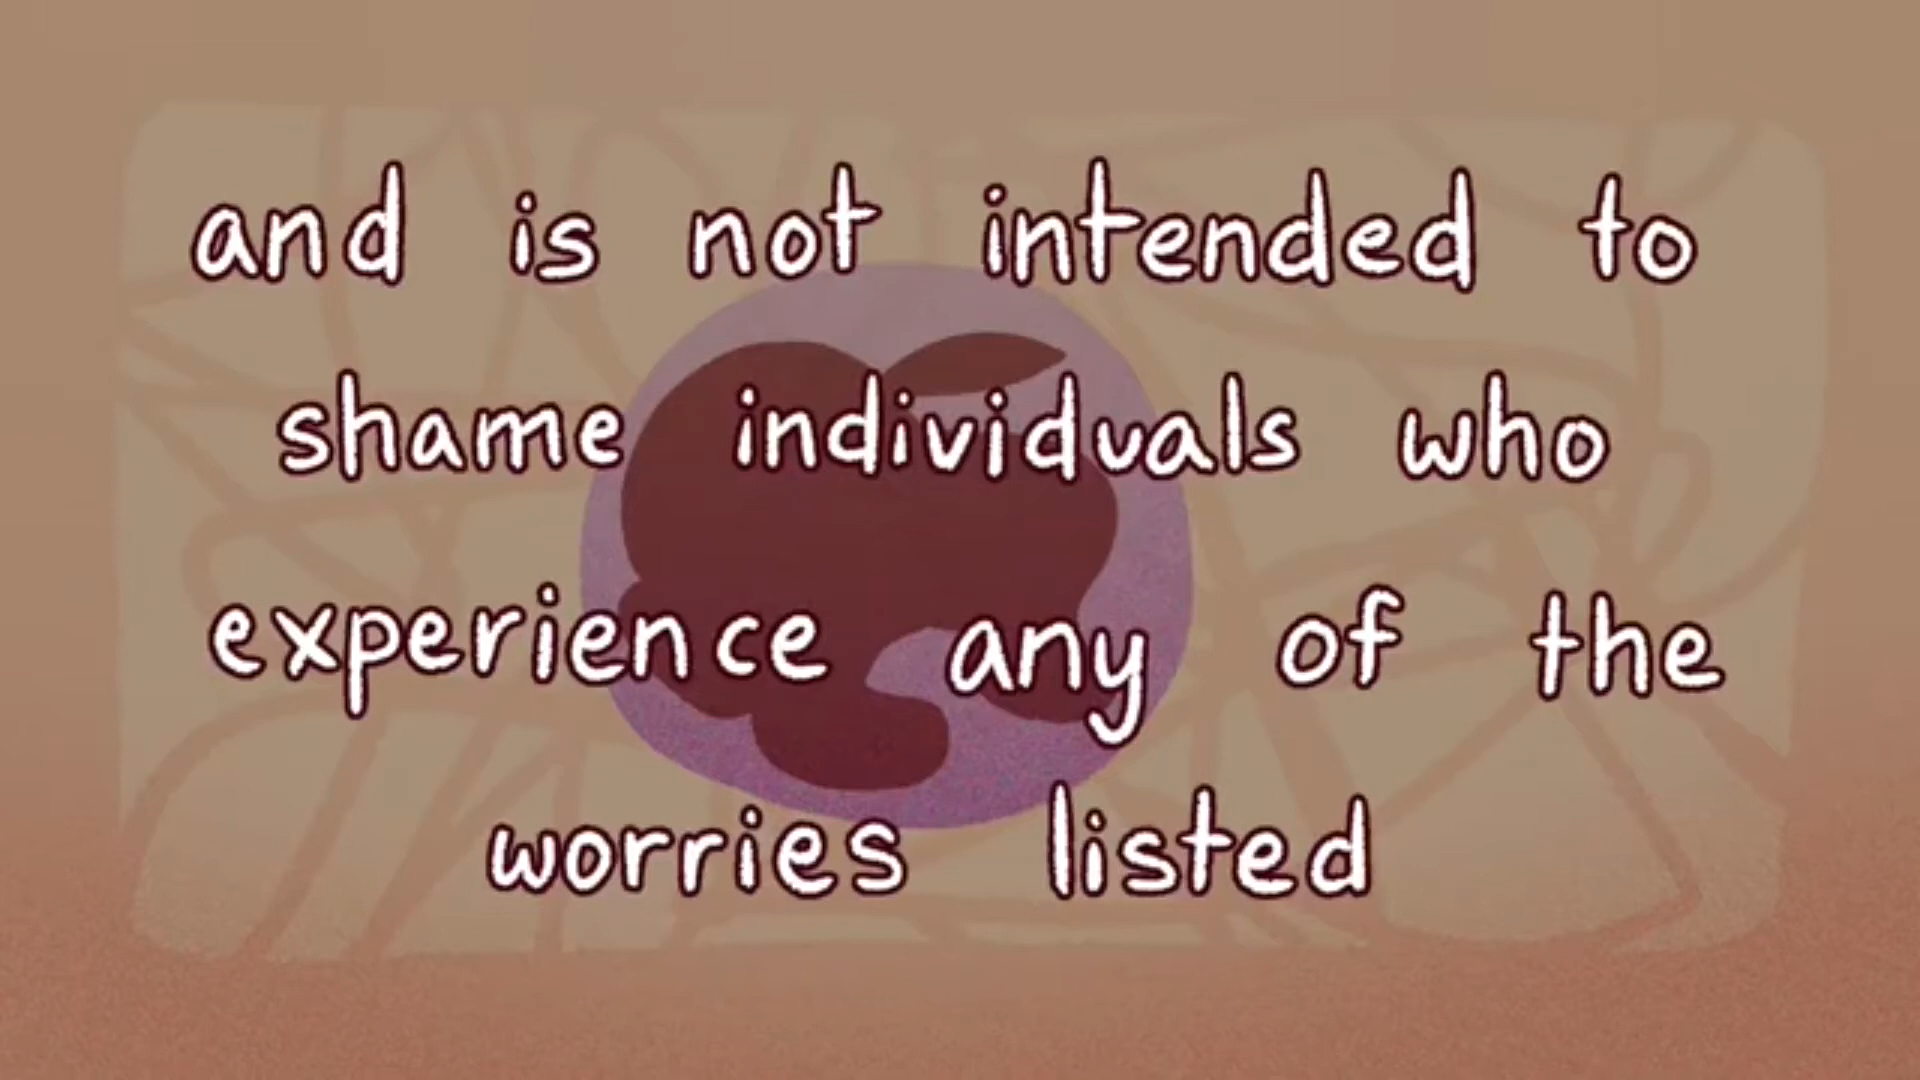 and is not intended to
shame individuals who
experience any of the
worries listed